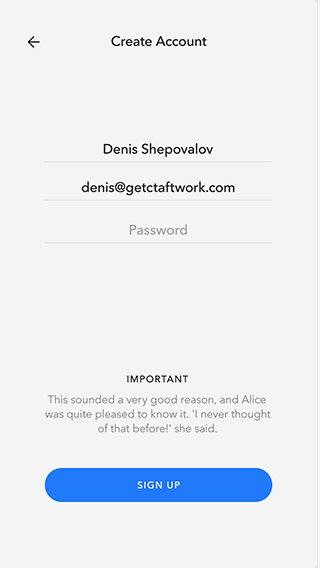 Create Account
Denis Shepovalov
denis@getctaftwork.com
Password
IMPORTANT
This sounded a very good reason, and Alice
was quite pleased to know it. 'I never thought
of that before!' she said.
SIGN UP